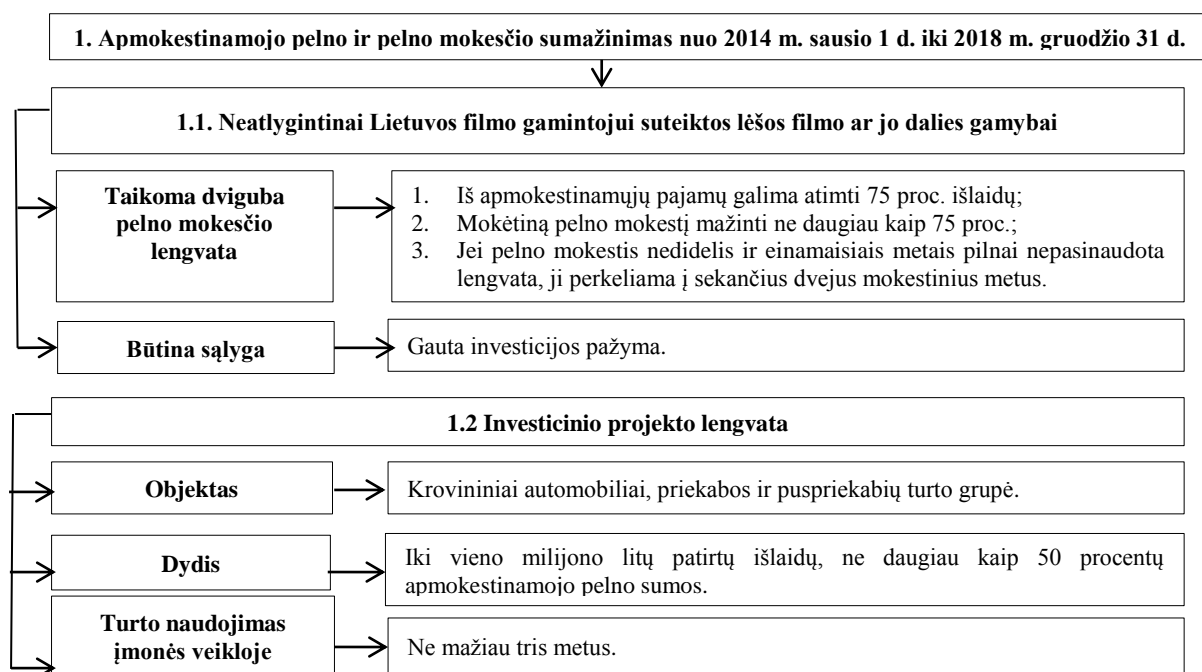 1. Apmokestinamojo pelno ir pelno mokesčio sumažinimas nuo 2014 m. sausio 1 d. iki 2018 m. gruodžio 31 d.
1.1. Neatlygintinai Lietuvos filmo gamintojui suteiktos lėšos filmo ar jo dalies gamybai
Taikoma dviguba
pelno mokesčio
lengvata
1. Iš apmokestinamųjų pajamų galima atimti 75 proc. išlaidų;
2. Mokėtiną pelno mokestį mažinti ne daugiau kaip 75 proc.;
3. Jei pelno mokestis nedidelis ir einamaisiais metais pilnai nepasinaudota
lengvata, ji perkeliama į sekančius dvejus mokestinius metus.
Būtina sąlyga
Gauta investicijos pažyma.
1.2 Investicinio projekto lengvata
Objektas
Krovininiai automobiliai, priekabos ir puspriekabių turto grupė.
Dydis
Iki vieno milijono litų patirtų išlaidų, ne daugiau kaip 50 procentų
apmokestinamojo pelno sumos.
Turto naudojimas
įmonės veikloje
Ne mažiau tris metus.